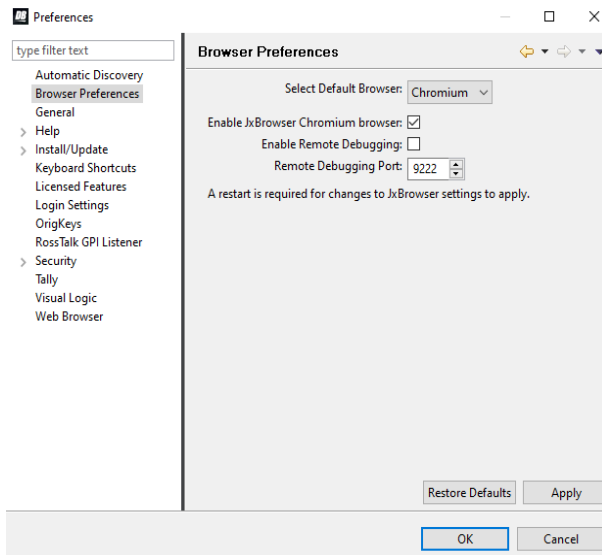 DB
Preferences
type filter text
Automatic Discovery
Browser Preferences
General
Help
Install/Update
Keyboard Shortcuts
Licensed Features
Login Settings
OrigKeys
RossTalk GPI Listener
Security
Tally
Visual Logic
Web Browser
Browser Preferences
Select Default Browser: Chromium
Enable JxBrowser Chromium browser:
Enable Remote Debugging:
Remote Debugging Port: 9222
A restart is required for changes to JxBrowser settings to apply.
Restore Defaults Apply
OK Cancel